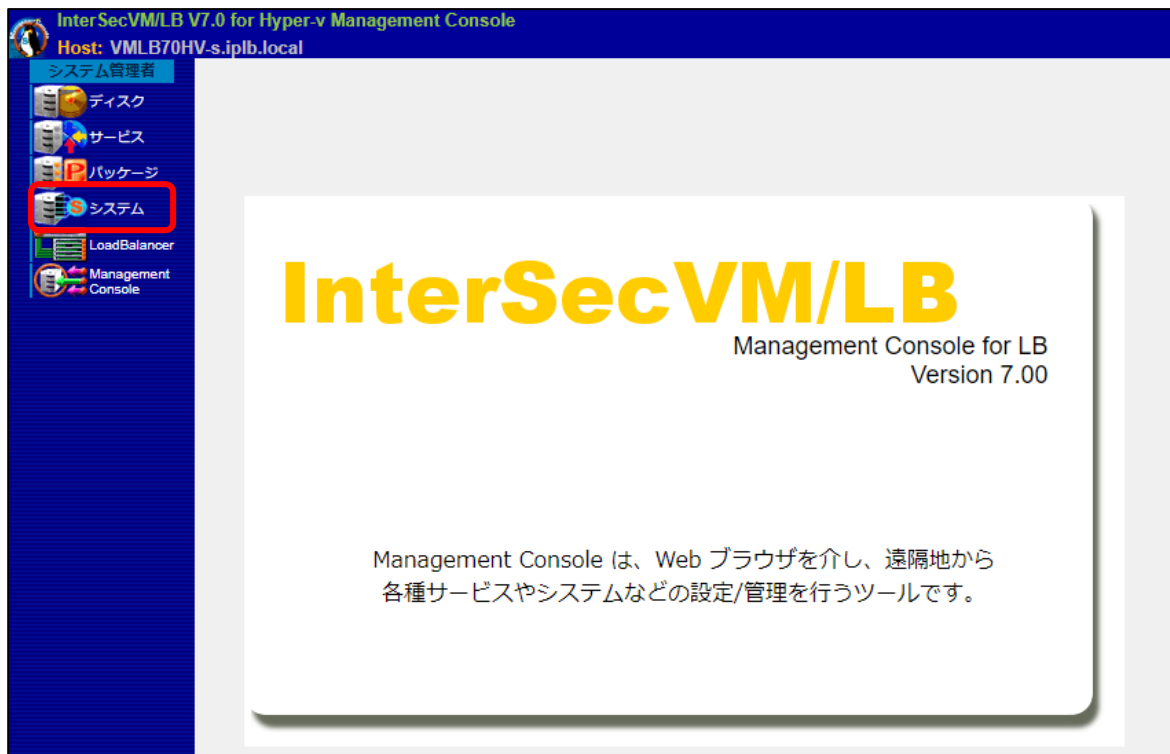 InterSecVM/LB V7.0 for Hyper-v Management Console
Host: VMLB70HV-s.iplb.local
システム管理者
ディスク
サービス
パッケージ
システム
LoadBalancer
Management
Console
InterSecVM/LB
Management Console for LB
Version 7.00
Management Console は、Web ブラウザを介し、遠隔地から
各種サービスやシステムなどの設定/管理を行うツールです。